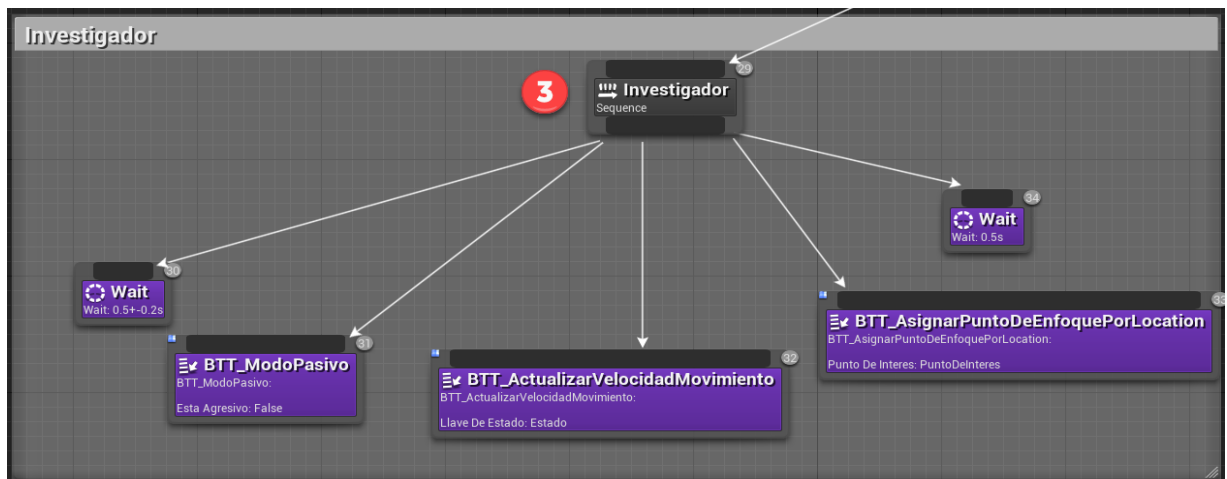 Investigador
3
29
Investigador
Sequence
34
Wait
Wait: 0.5s
30
Wait
Wait: 0.5+-0.2s
33
BTT_AsignarPuntoDeEnfoquePorLocation
BTT_AsignarPuntoDeEnfoquePorLocation:
Punto De Interes: PuntoDeInteres
31
BTT_ModoPasivo
BTT_ModoPasivo:
Esta Agresivo: False
32
BTT_ActualizarVelocidadMovimiento
BTT_ActualizarVelocidadMovimiento:
Llave De Estado: Estado